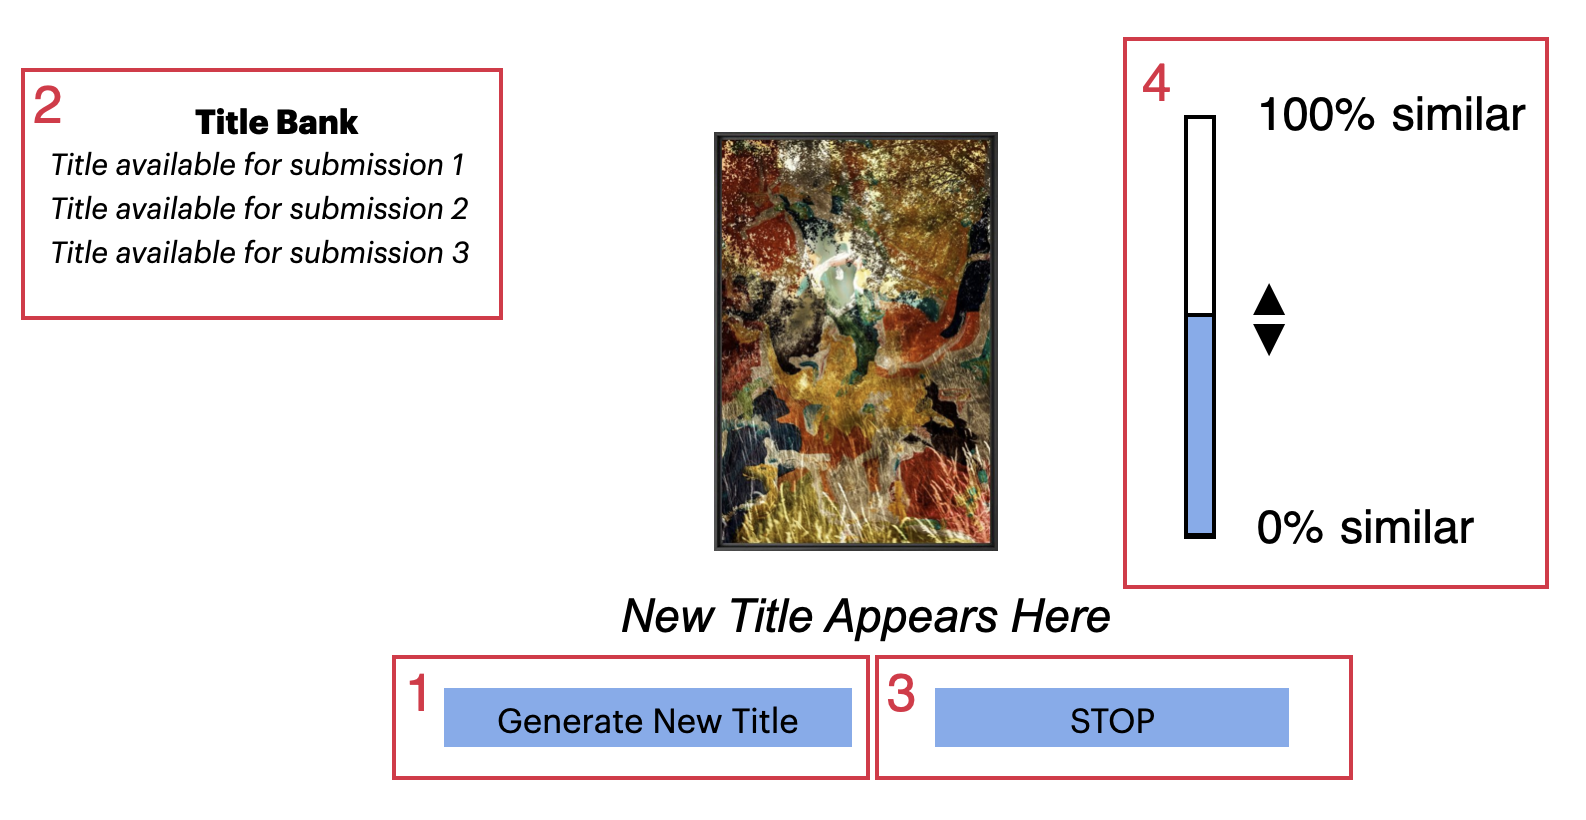 2
Title Bank
Title available for submission 1
Title available for submission 2
Title available for submission 3
4
100% similar
0% similar
New Title Appears Here
1
Generate New Title
3
STOP